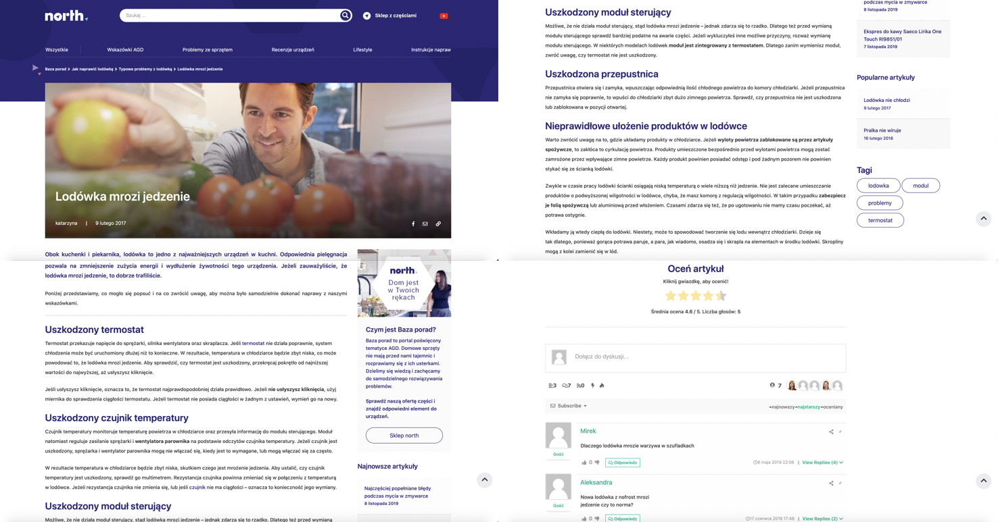 north.
Szukaj ...
Sklep z częściami
Wszystkie
Wskazówki AGD
Problemy ze sprzętem
Recenzje urządzeń
Lifestyle
Instrukcje napraw
Baza porad > Jak naprawić lodówkę > Typowe problemy z lodówką > Lodówka mrozi jedzenie
Lodówka mrozi jedzenie
katarzyna | 9 lutego 2017
Obok kuchenki i piekarnika, lodówka to jedno z najważniejszych urządzeń w kuchni. Odpowiednia pielęgnacja
pozwala na zmniejszenie zużycia energii i wydłużenie żywotności tego urządzenia. Jeżeli zauważyliście, że
lodówka mrozi jedzenie, to dobrze trafiliście.
Poniżej przedstawiamy, co mogło się popsuć i na co zwrócić uwagę, aby można było samodzielnie dokonać naprawy z naszymi
wskazówkami.
Uszkodzony termostat
Termostat przekazuje napięcie do sprężarki, silnika wentylatora oraz skraplacza. Jeśli termostat nie działa poprawnie, system
chłodzenia może być uruchomiony dłużej niż to konieczne. W rezultacie, temperatura w chłodziarce będzie zbyt niska, co może
powodować to, że lodówka mrozi jedzenie. Aby sprawdzić, czy termostat jest uszkodzony, przekręcaj pokrętło od najniższej
wartości do najwyższej, aż usłyszysz kliknięcie.
Jeśli usłyszysz kliknięcie, oznacza to, że termostat najprawdopodobniej działa prawidłowo. Jeżeli nie usłyszysz kliknięcia, użyj
miernika do sprawdzenia ciągłości termostatu. Jeżeli termostat nie posiada ciągłości w żadnym z ustawień, wymień go na nowy.
Uszkodzony czujnik temperatury
Czujnik temperatury monitoruje temperaturę powietrza w chłodziarce oraz przesyła informację do modułu sterującego. Moduł
natomiast reguluje zasilanie sprężarki i wentylatora parownika na podstawie odczytów czujnika temperatury. Jeżeli czujnik jest
uszkodzony, sprężarka i wentylator parownika mogą nie włączać się, kiedy jest to wymagane, lub mogą włączać się za często.
W rezultacie temperatura w chłodziarce będzie zbyt niska, skutkiem czego jest mrożenie jedzenia. Aby ustalić, czy czujnik
temperatury jest uszkodzony, sprawdź go multimetrem. Rezystancja czujnika powinna zmieniać się w połączeniu z temperaturą
w lodówce. Jeżeli rezystancja czujnika nie zmienia się, lub jeśli czujnik nie ma ciągłości – oznacza to konieczność jego wymiany.
Uszkodzony moduł sterujący
Możliwe, że nie działa moduł sterujący, stąd lodówka mrozi jedzenie – jednak zdarza się to rzadko. Dlatego też przed wymianą
north.
Dom jest
w Twoich
rękach
Czym jest Baza porad?
Baza porad to portal poświęcony
tematyce AGD. Domowe sprzęty
nie mają przed nami tajemnic i
rozprawiamy się z ich usterkami.
Dzielimy się wiedzą i zachęcamy
do samodzielnego rozwiązywania
problemów.
Sprawdź naszą ofertę części i
znajdź odpowiedni element do
urządzeń.
Sklep north
Najnowsze artykuły
Najczęściej popełniane błędy
podczas mycia w zmywarce
8 listopada 2019
Uszkodzony moduł sterujący
Możliwe, że nie działa moduł sterujący, stąd lodówka mrozi jedzenie – jednak zdarza się to rzadko. Dlatego też przed wymianą
modułu sterującego sprawdź bardziej podatne na awarie części. Jeżeli wykluczyłeś inne możliwe przyczyny, rozważ wymianę
modułu sterującego. W niektórych modelach lodówek moduł jest zintegrowany z termostatem. Dlatego zanim wymienisz moduł,
zwróć uwagę, czy termostat nie jest uszkodzony.
Uszkodzona przepustnica
Przepustnica otwiera się i zamyka, wpuszczając odpowiednią ilość chłodnego powietrza do komory chłodziarki. Jeżeli przepustnica
nie zamyka się poprawnie, to wpuści do chłodziarki zbyt dużo zimnego powietrza. Sprawdź, czy przepustnica nie jest uszkodzona
lub zablokowana w pozycji otwartej.
Nieprawidłowe ułożenie produktów w lodówce
Warto zwrócić uwagę na to, gdzie układamy produkty w chłodziarce. Jeżeli wyloty powietrza zablokowane są przez artykuły
spożywcze, to zakłóca to cyrkulację powietrza. Produkty umieszczone bezpośrednio przed wylotami powietrza mogą zostać
zamrożone przez wpływające zimne powietrze. Każdy produkt powinien posiadać odstęp i pod żadnym pozorem nie powinien
stykać się ze ścianką lodówki.
Zwykle w czasie pracy lodówki ścianki osiągają niską temperaturą o wiele niższą niż jedzenie. Nie jest zalecane umieszczanie
produktów o podwyższonej wilgotności w lodówce, chyba, że masz komorę z regulacją wilgotności. W takim przypadku zabezpiecz
je folią spożywczą lub aluminiową przed włożeniem. Czasami zdarza się też, że po ugotowaniu nie mamy czasu poczekać, aż
potrawa ostygnie.
Wkładamy ją wtedy ciepłą do lodówki. Niestety, może to spowodować tworzenie się lodu wewnątrz chłodziarki. Dzieje się
tak dlatego, ponieważ gorąca potrawa paruje, a para, jak wiadomo, osadza się i skrapla na elementach w środku lodówki. Skropliny
mogą z kolei zamienić się w lód.
podczas mycia w zmywarce
8 listopada 2019
Ekspres do kawy Saeco Lirika One
Touch RI9851/01
7 listopada 2019
Popularne artykuły
Lodówka nie chłodzi
9 lutego 2017
Pralka nie wiruje
16 lutego 2018
Tagi
lodowka
modul
problemy
termostat
Oceń artykuł
Kliknij gwiazdkę, aby ocenić!
Średnia ocena 4.6 / 5. Liczba głosów: 5
Dołącz do dyskusji...
3 7 0
7
Subscribe
najnowszy najstarszy oceniany
Mirek
Gość
Dlaczego lodówka mrozie warzywa w szufladkach
0 Odpowiedz
6 maja 2019 22:06 | View Replies (4)
Aleksandra
Gość
Nowa lodówka z nofrost mrozi
jedzenie czy to norma?
0 Odpowiedz
17 czerwca 2019 17:48 | View Replies (2)